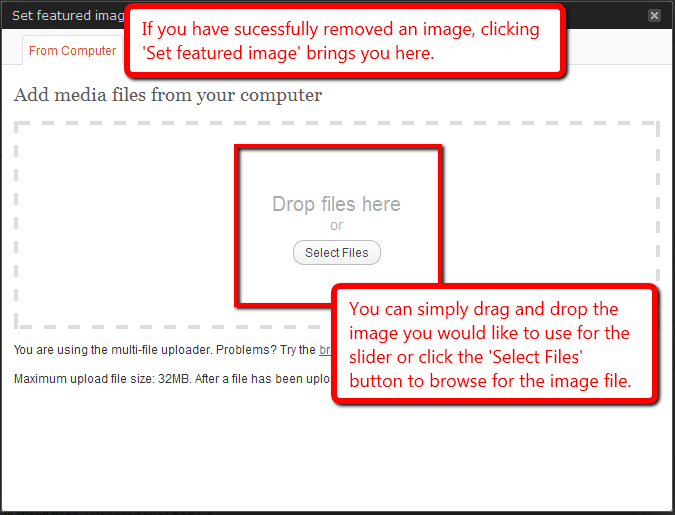 Set featured imag
If you have sucessfully removed an image, clicking
'Set featured image' brings you here.
From Computer
Add media files from your computer
Drop files here
or
Select Files
You can simply drag and drop the
image you would like to use for the
slider or click the 'Select Files'
button to browse for the image file.
You are using the multi-file uploader. Problems? Try the
Maximum upload file size: 32MB. After a file has been uplo